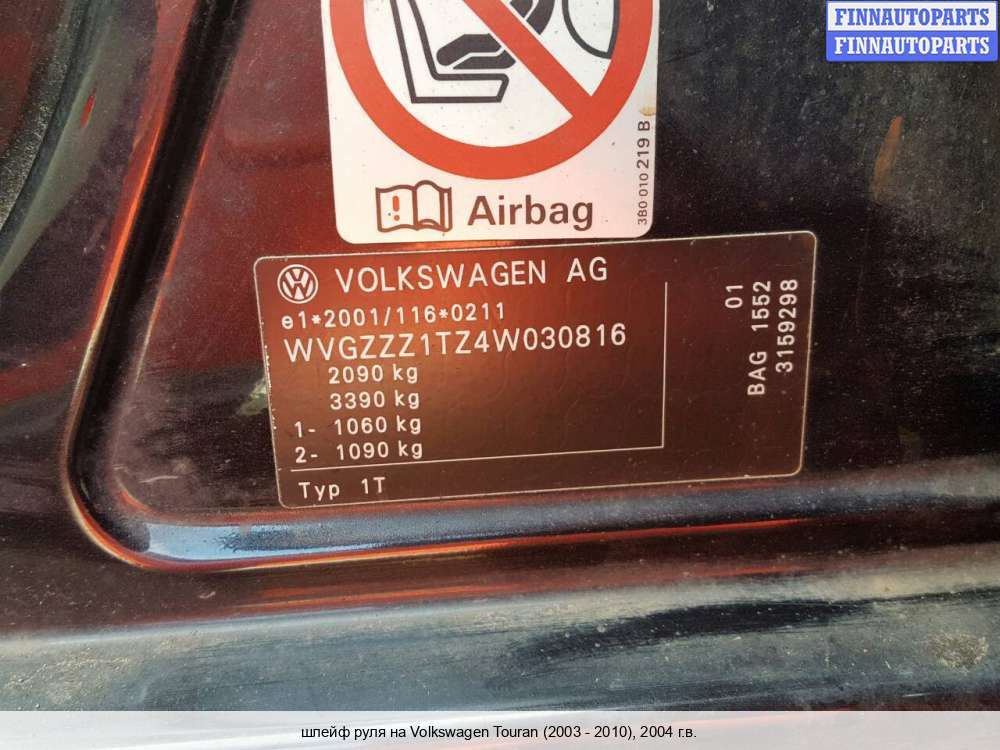 FINNAUTOPARTS
FINNAUTOPARTS
3B0 010 219 B
Airbag
VOLKSWAGEN AG
e1*2001/116*0211
WVGZZZ1TZ4W030816
2090 kg
3390 kg
1- 1060 kg
2- 1090 kg
Typ 1T
01
BAG 1552
3159298
шлейф руля на Volkswagen Touran (2003 - 2010), 2004 г.в.